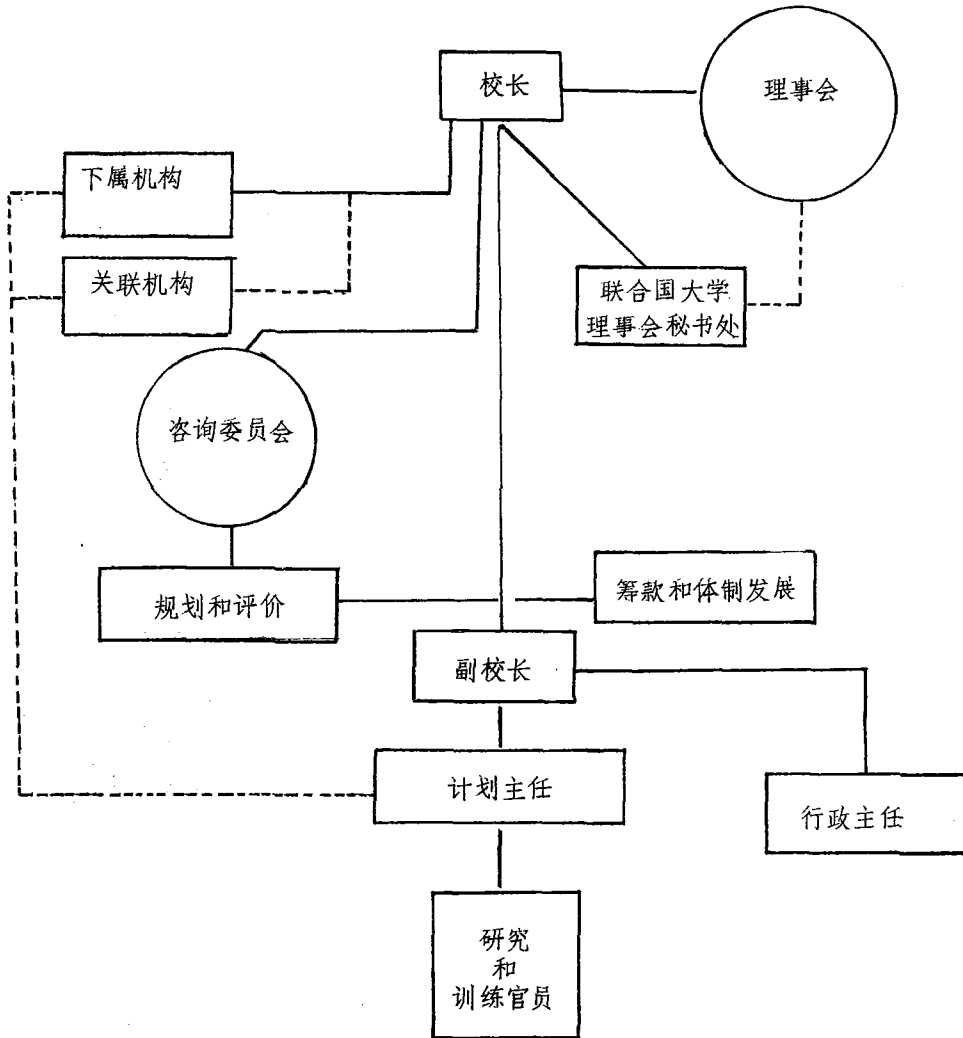 校长
理事会
下属机构
关联机构
联合国大学
理事会秘书处
咨询委员会
规划和评价
筹款和体制发展
副校长
计划主任
行政主任
研究
和
训练官员